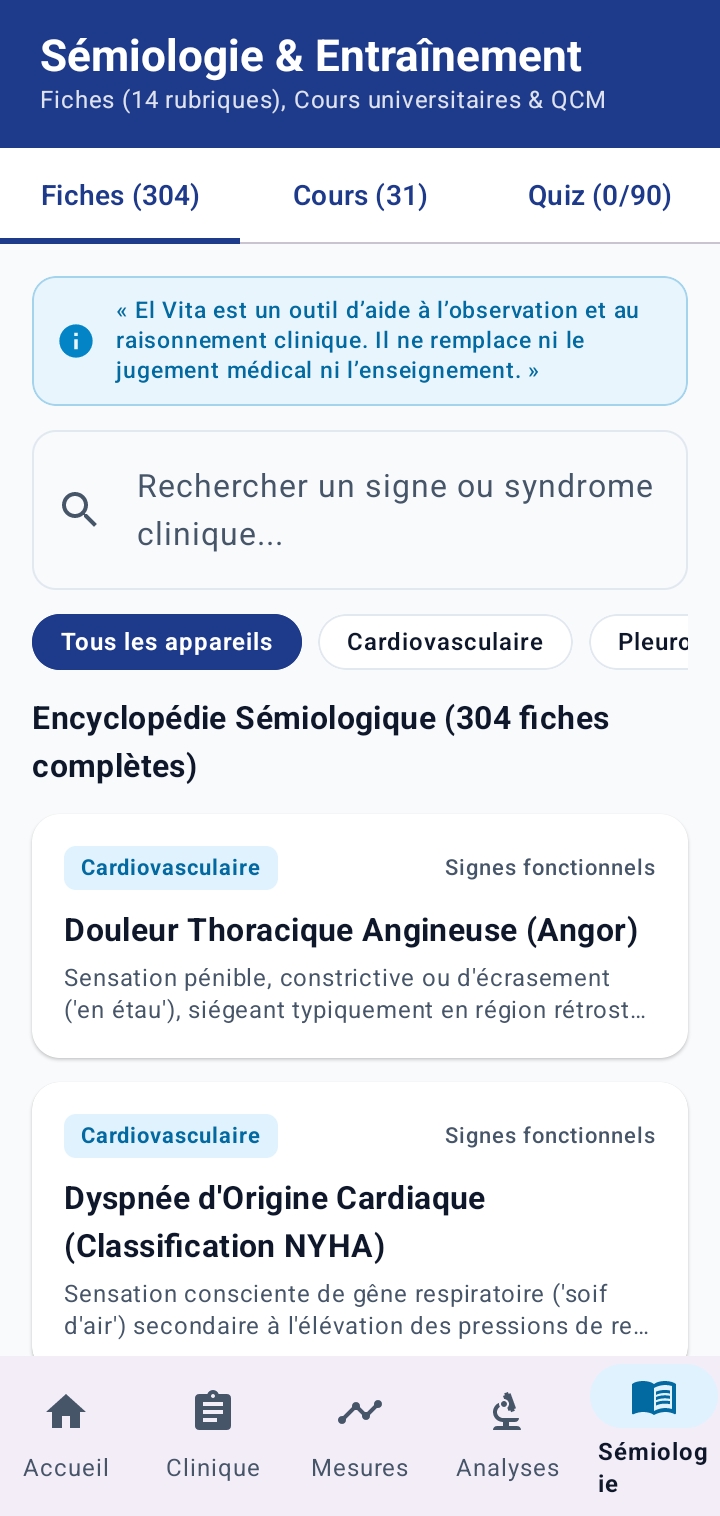 Sémiologie & Entraînement
Fiches (14 rubriques), Cours universitaires & QCM
Fiches (304)
Cours (31)
Quiz (0/90)
« El Vita est un outil d’aide à l’observation et au
raisonnement clinique. Il ne remplace ni le
jugement médical ni l’enseignement. »
Rechercher un signe ou syndrome
clinique...
Tous les appareils
Cardiovasculaire
Pleuro
Encyclopédie Sémiologique (304 fiches
complètes)
Cardiovasculaire
Signes fonctionnels
Douleur Thoracique Angineuse (Angor)
Sensation pénible, constrictive ou d'écrasement
('en étau'), siégeant typiquement en région rétrost…
Cardiovasculaire
Signes fonctionnels
Dyspnée d'Origine Cardiaque
(Classification NYHA)
Sensation consciente de gêne respiratoire ('soif
d'air') secondaire à l'élévation des pressions de re…
Accueil
Clinique
Mesures
Analyses
Sémiolog
ie